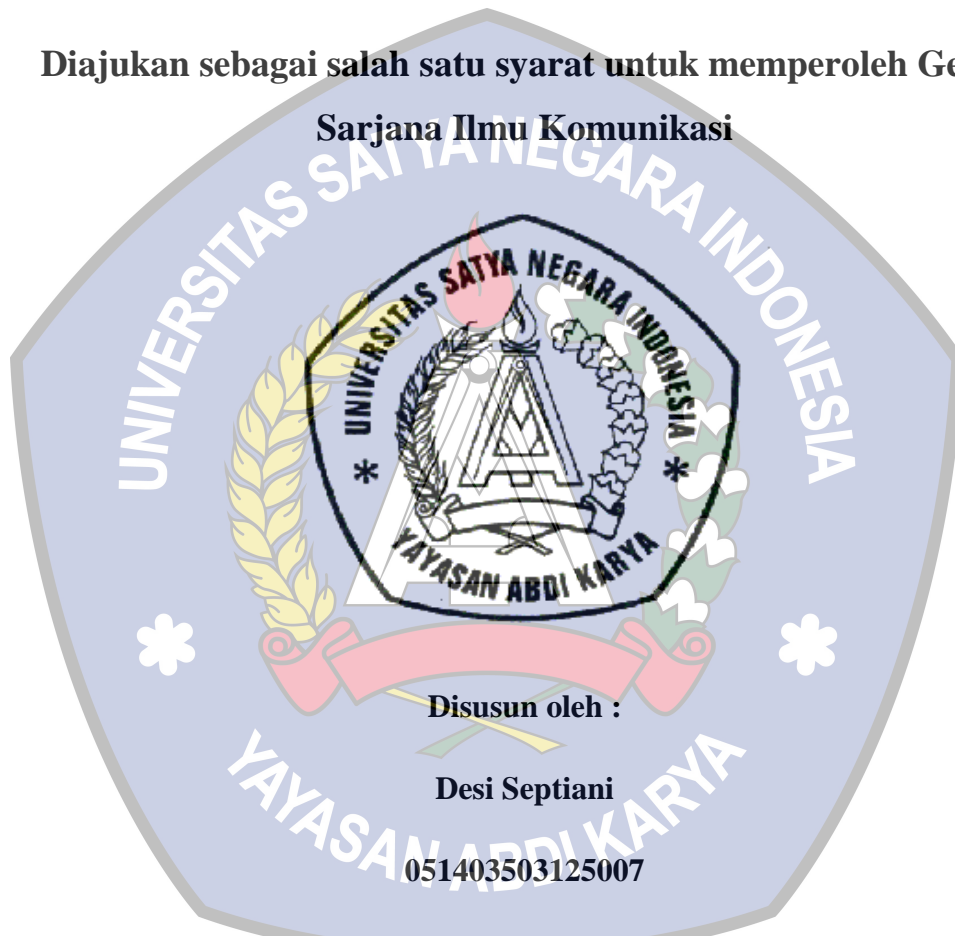 Diajukan sebagai salah satu syarat untuk memperoleh Ge
Sarjana Ilmu Komunikasi
UNIVERSITAS SATYA NEGARA INDONESIA
UNIVERSITAS SATYA NEGARA INDONESIA
YAYASAN ABDI KARYA
Disusun oleh :
Desi Septiani
051403503125007
YAYASAN ABDI KARYA